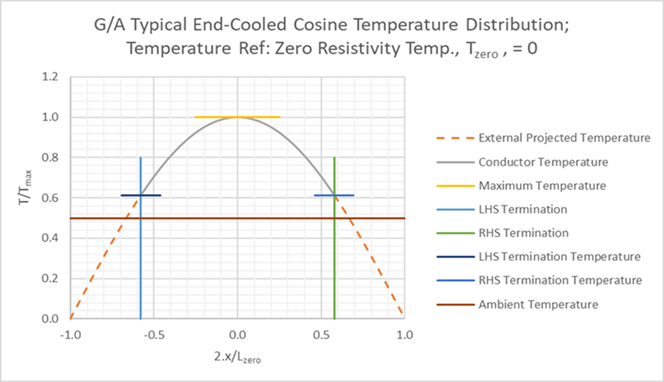 G/A Typical End-Cooled Cosine Temperature Distribution;
Temperature Ref: Zero Resistivity Temp., Tzero , = 0
1.2
1.0
0.8
0.6
0.4
0.2
0.0
T/Tmax
-1.0 -0.5 0.0 0.5 1.0
2.x/Lzero
External Projected Temperature
Conductor Temperature
Maximum Temperature
LHS Termination
RHS Termination
LHS Termination Temperature
RHS Termination Temperature
Ambient Temperature